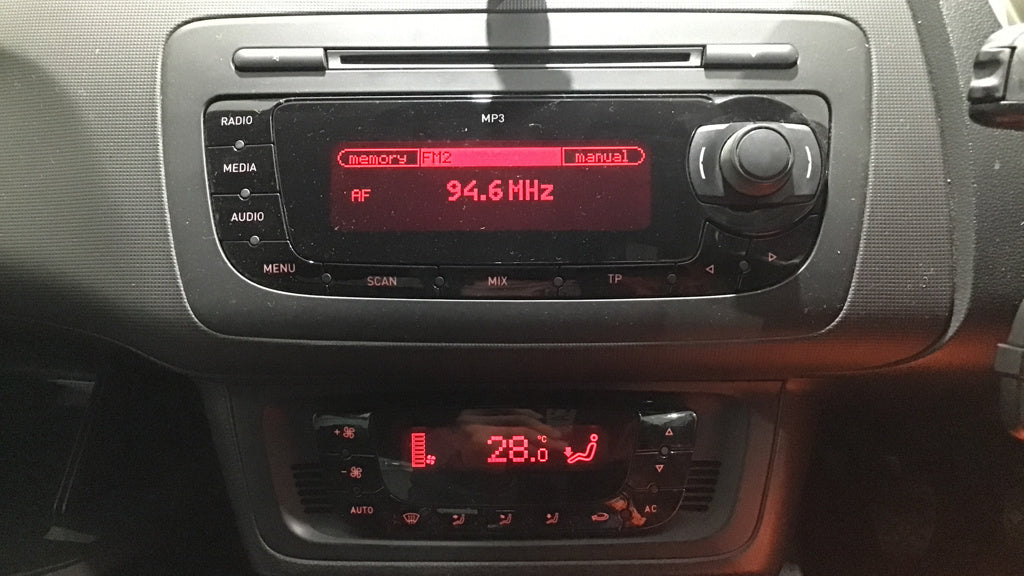 MP3
RADIO
MEDIA
AUDIO
MENU
memory FM2 manual
AF 94.6 MHz
SCAN MIX TP
28.0 °C
+
-
AUTO
AC